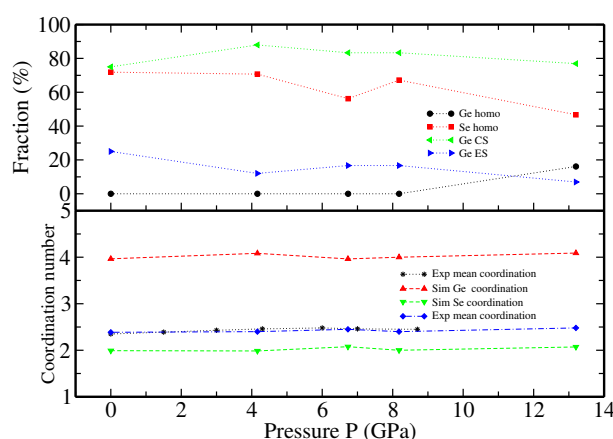 100
80
60
40
20
0
Fraction (%)
Ge homo
Se homo
Ge CS
Ge ES
5
4
3
2
1
Coordination number
Exp mean coordination
Sim Ge coordination
Sim Se coordination
Exp mean coordination
0 2 4 6 8 10 12 14
Pressure P (GPa)